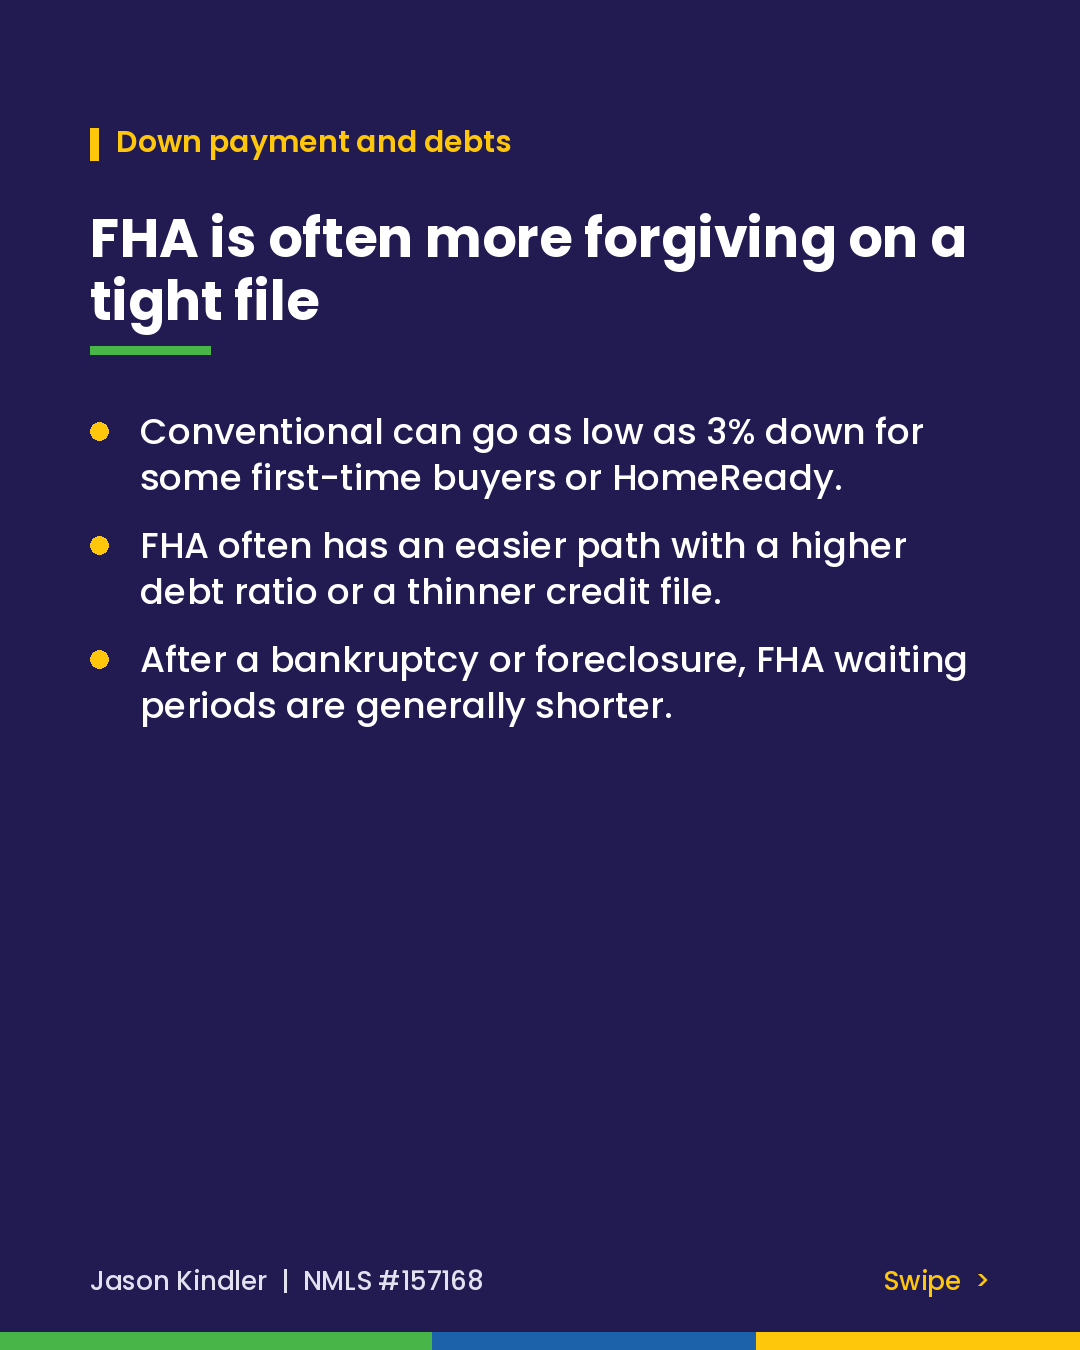 Down payment and debts
FHA is often more forgiving on a
tight file
Conventional can go as low as 3% down for
some first-time buyers or HomeReady.
FHA often has an easier path with a higher
debt ratio or a thinner credit file.
After a bankruptcy or foreclosure, FHA waiting
periods are generally shorter.
Jason Kindler | NMLS #157168
Swipe >